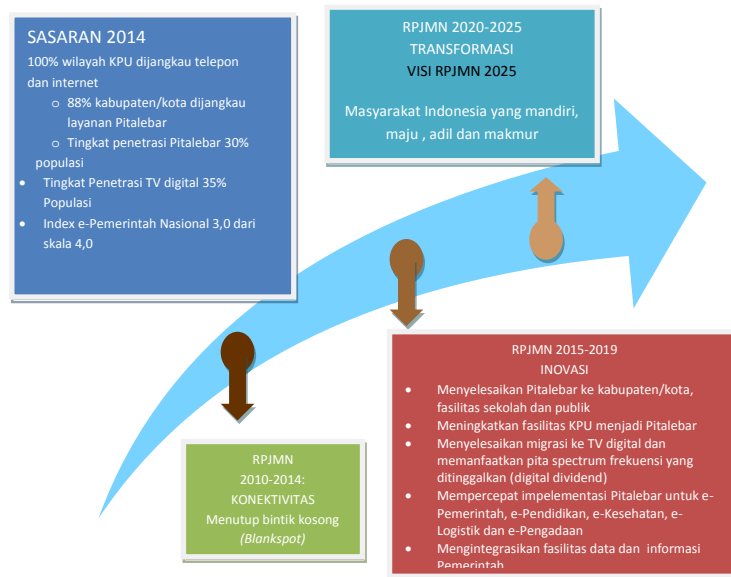 SASARAN 2014
100% wilayah KPU dijangkau telepon
dan internet
o 88% kabupaten/kota dijangkau
layanan Pitalebar
o Tingkat penetrasi Pitalebar 30%
populasi
• Tingkat Penetrasi TV digital 35%
Populasi
• Index e-Pemerintah Nasional 3,0 dari
skala 4,0
RPJMN 2020-2025
TRANSFORMASI
VISI RPJMN 2025
Masyarakat Indonesia yang mandiri,
maju , adil dan makmur
RPJMN
2010-2014:
KONEKTIVITAS
Menutup bintik kosong
(Blankspot)
RPJMN 2015-2019
INOVASI
• Menyelesaikan Pitalebar ke kabupaten/kota,
fasilitas sekolah dan publik
• Meningkatkan fasilitas KPU menjadi Pitalebar
• Menyelesaikan migrasi ke TV digital dan
memanfaatkan pita spectrum frekuensi yang
ditinggalkan (digital dividend)
• Mempercepat impelementasi Pitalebar untuk e-
Pemerintah, e-Pendidikan, e-Kesehatan, e-
Logistik dan e-Pengadaan
• Mengintegrasikan fasilitas data dan informasi
Pemerintah